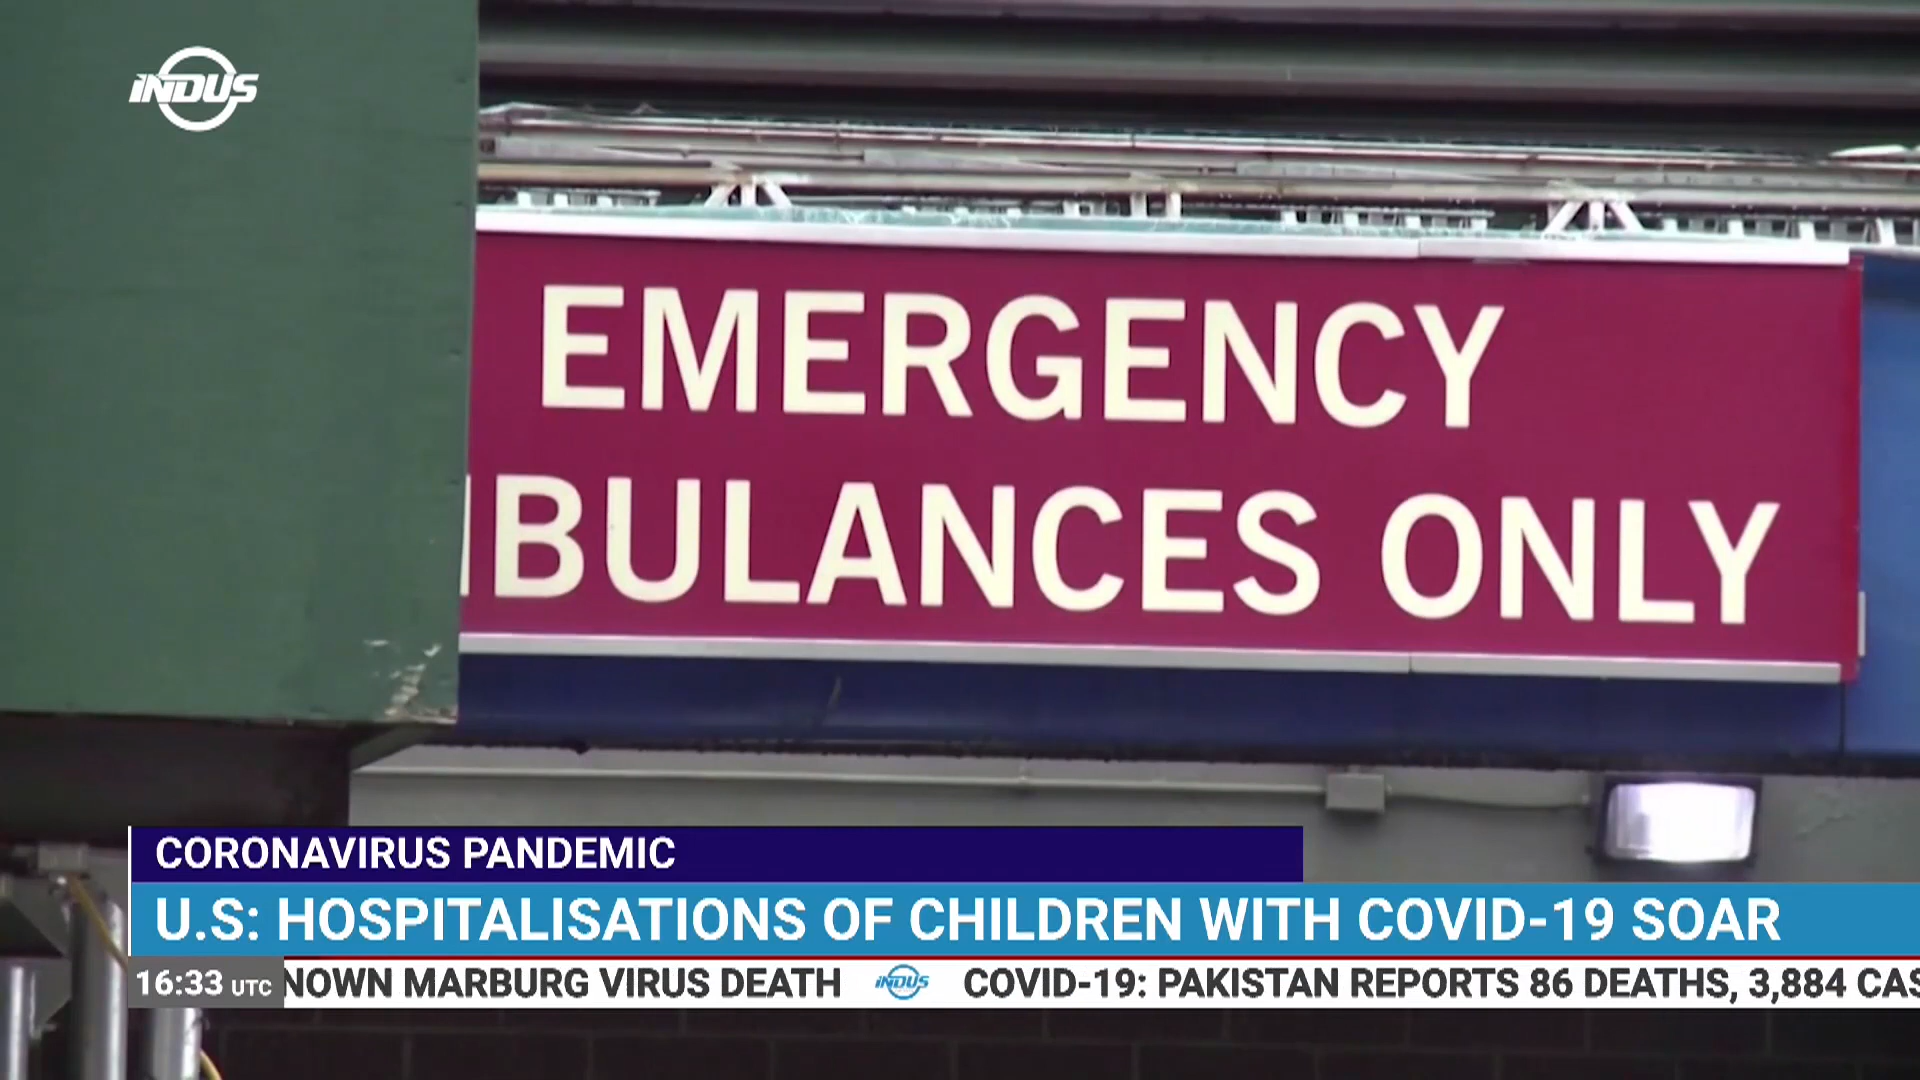 INDUS
EMERGENCY
BULANCES ONLY
CORONAVIRUS PANDEMIC
U.S: HOSPITALISATIONS OF CHILDREN WITH COVID-19 SOAR
16:33 UTC
NOWN MARBURG VIRUS DEATH INDUS COVID-19: PAKISTAN REPORTS 86 DEATHS, 3,884 CAS